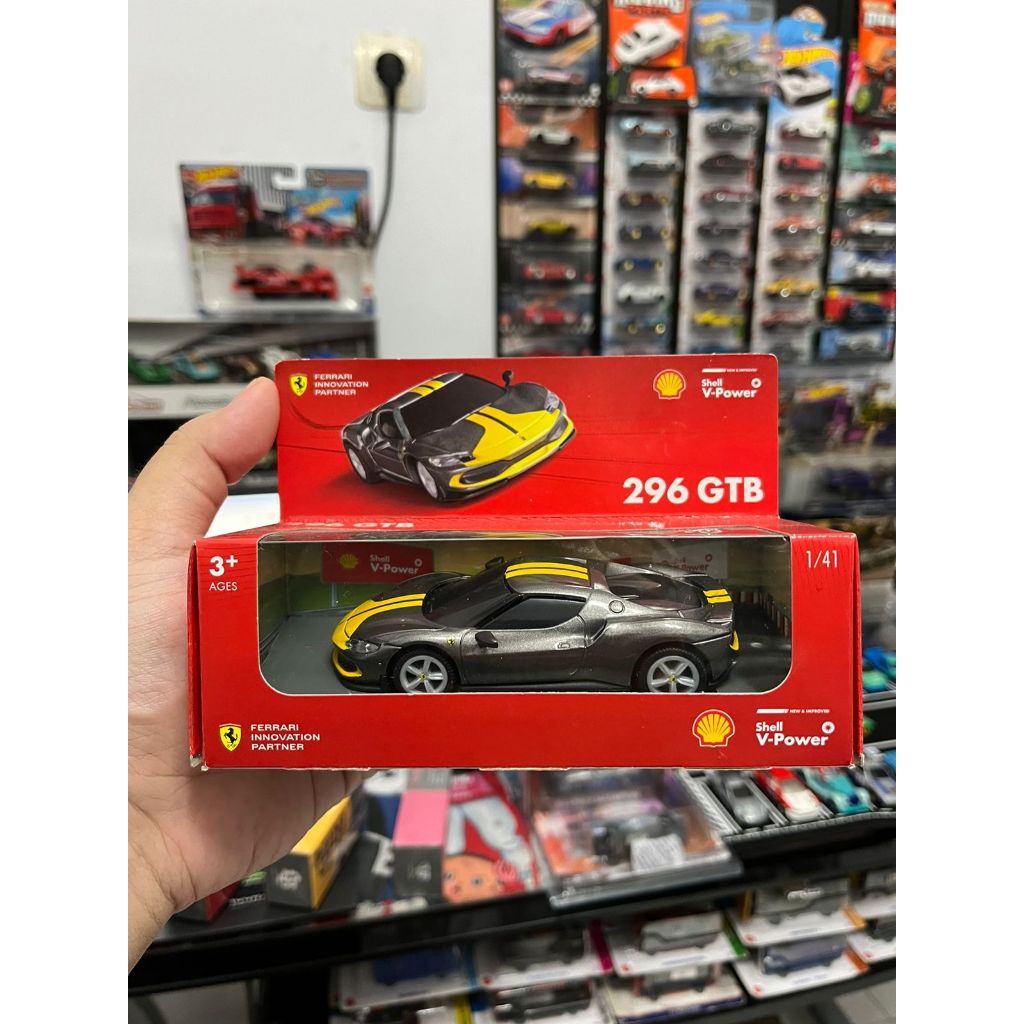 FERRARI
INNOVATION
PARTNER
NEW & IMPROVED
Shell
V-Power
296 GTB
3+
AGES
Shell
V-Power
1/41
FERRARI
INNOVATION
PARTNER
NEW & IMPROVED
Shell
V-Power